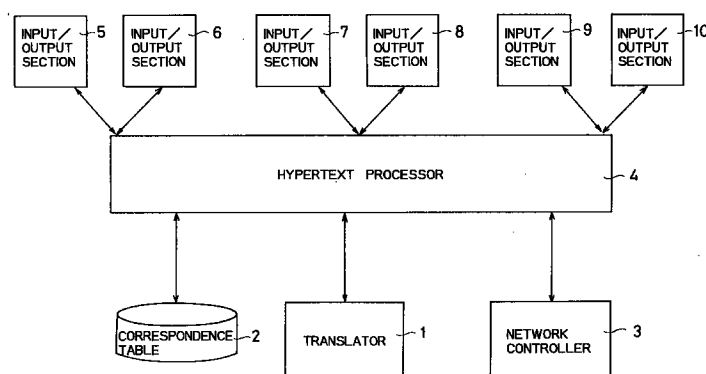 INPUT/ OUTPUT SECTION 5
INPUT/ OUTPUT SECTION 6
INPUT/ OUTPUT SECTION 7
INPUT/ OUTPUT SECTION 8
INPUT/ OUTPUT SECTION 9
INPUT/ OUTPUT SECTION 10
HYPERTEXT PROCESSOR 4
CORRESPONDENCE TABLE 2
TRANSLATOR 1
NETWORK CONTROLLER 3